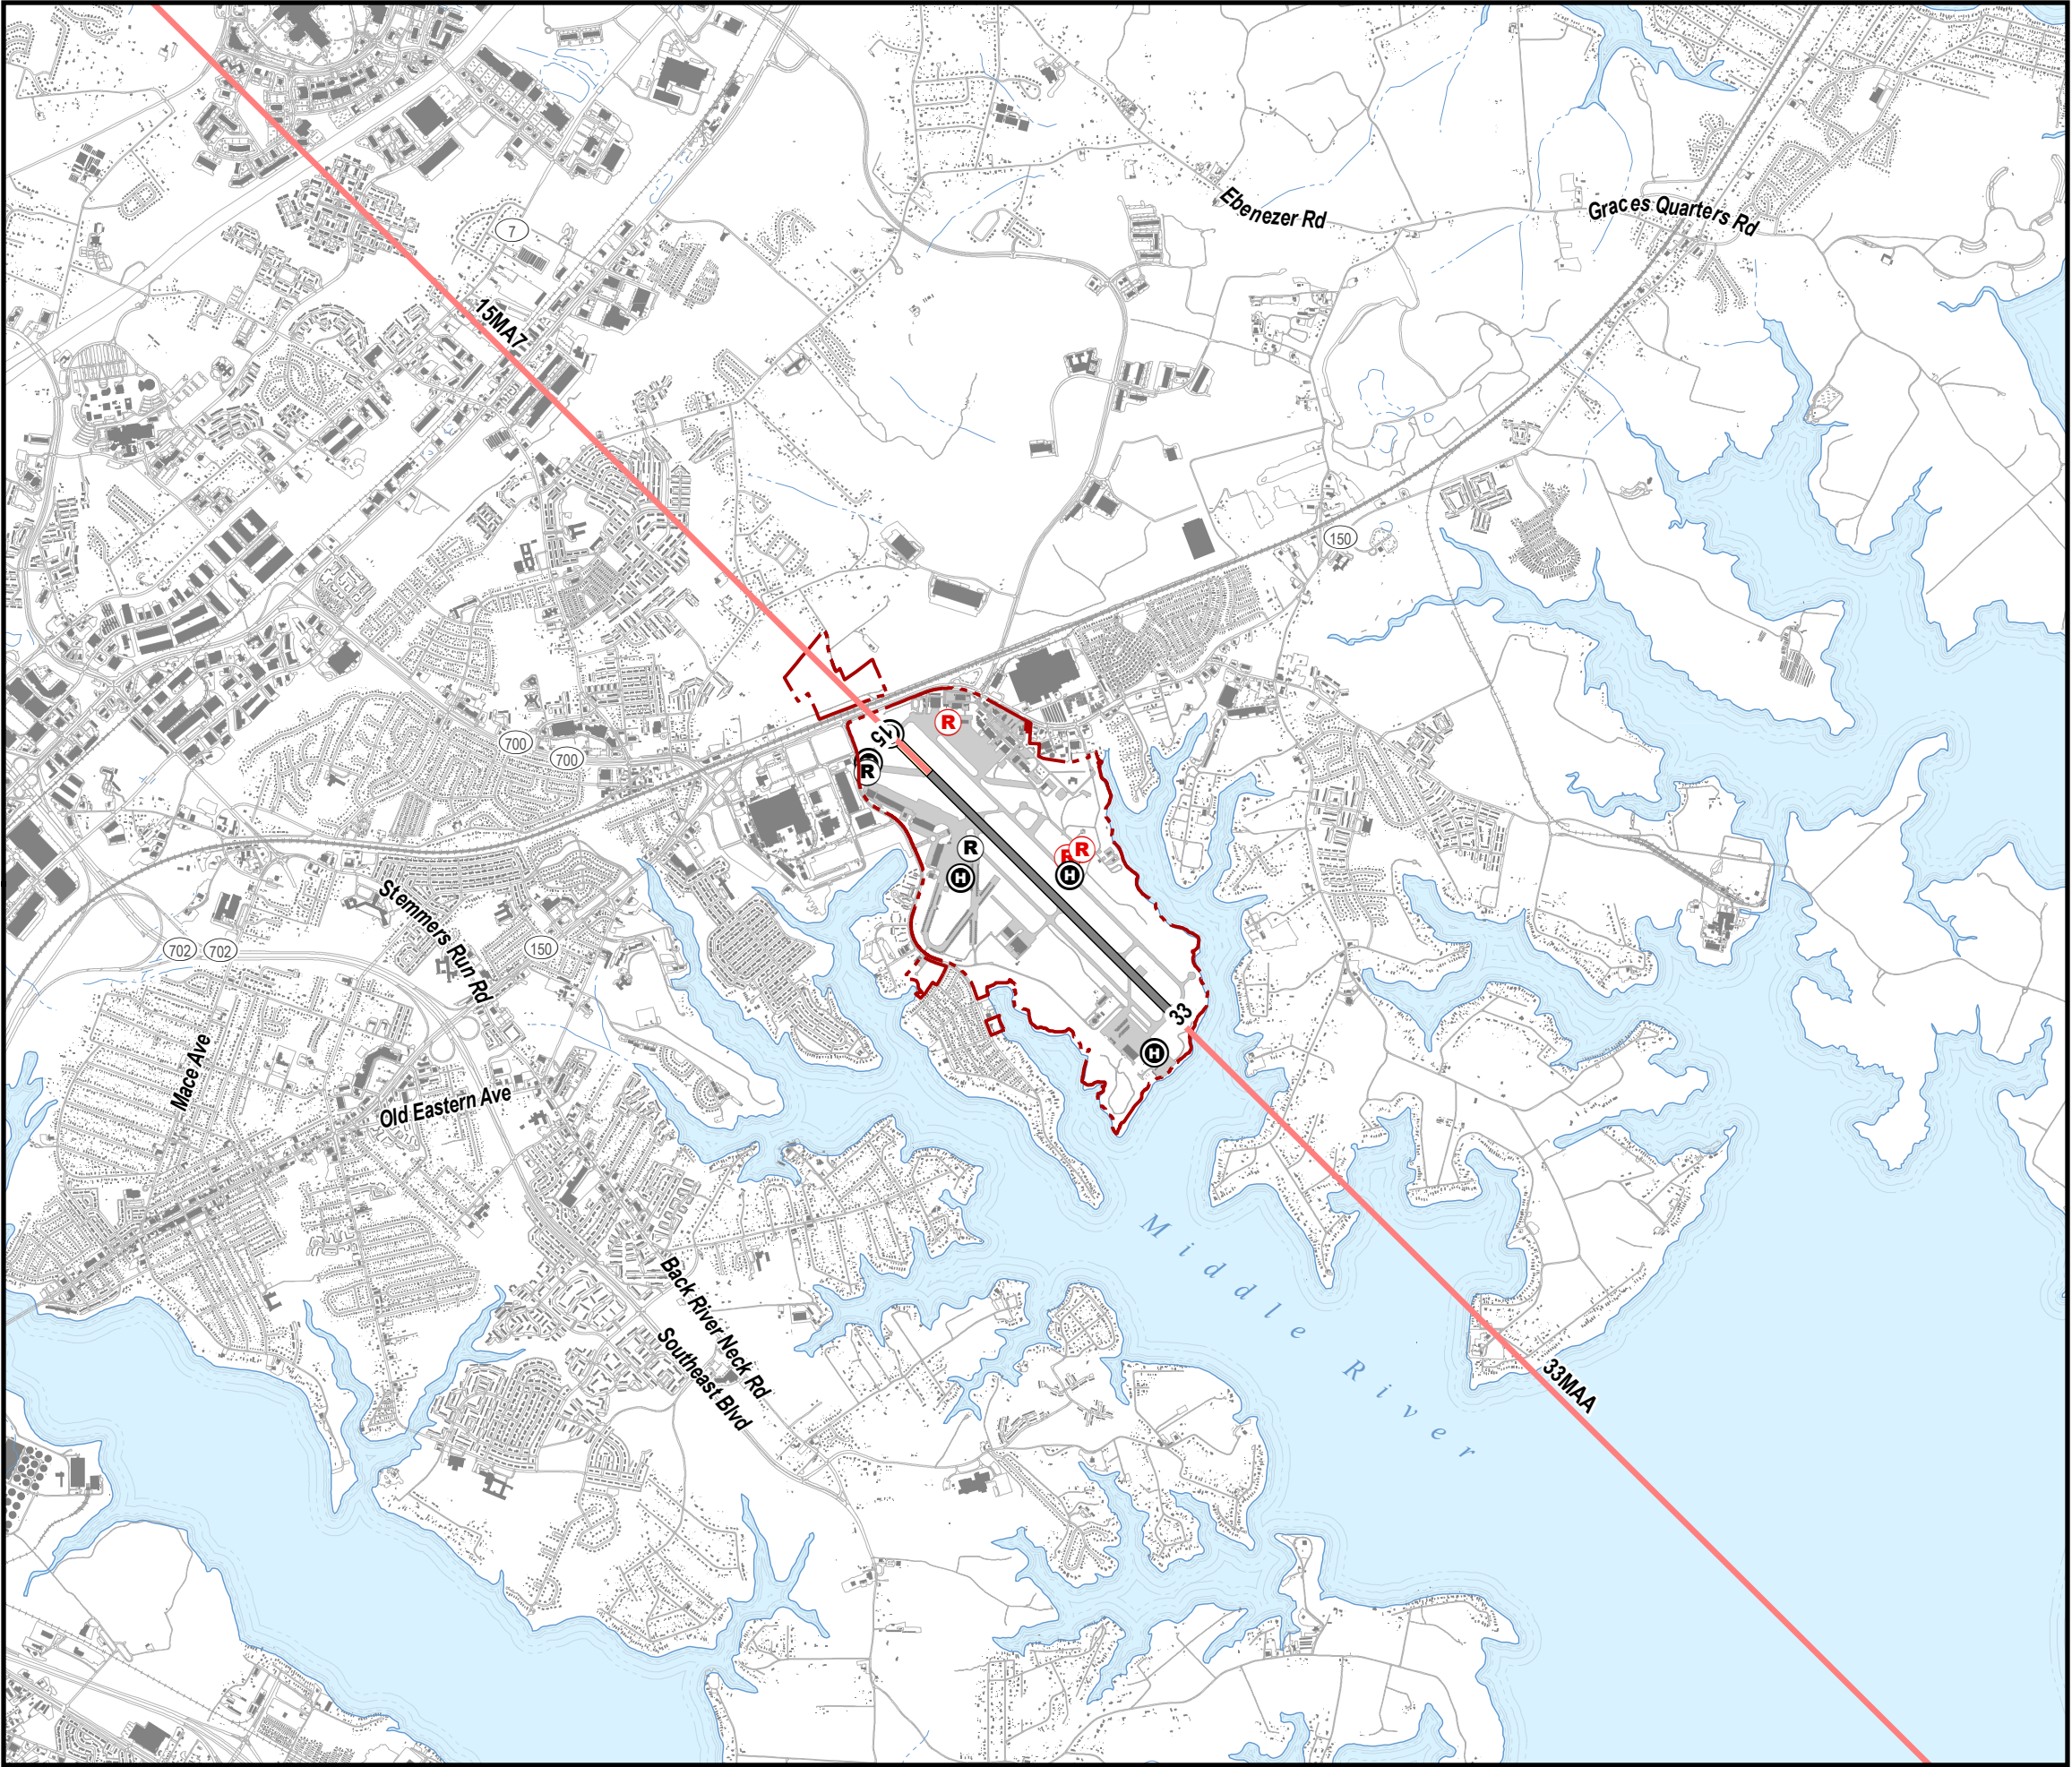 Ebenezer Rd
Graces Quarters Rd
7
15MA7
150
700
700
R
15
R
R
R
R
H
H
Stemmers Run Rd
702
702
150
33
H
Mace Ave
Old Eastern Ave
Middle River
Back River Neck Rd
Southeast Blvd
33MAA